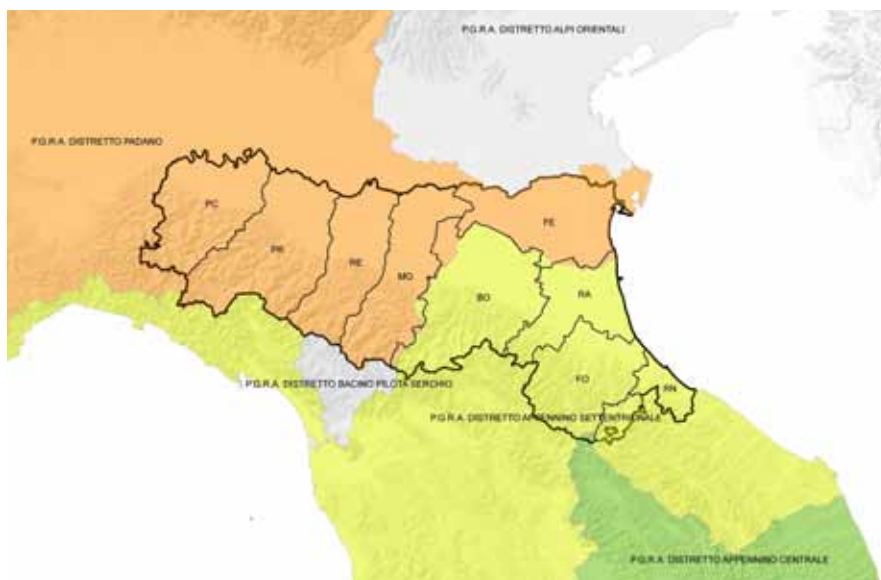 P.G.R.A. DISTRETTO ALPI ORIENTALI
P.G.R.A. DISTRETTO PADANO
PC
PR
RE
MO
FE
BO
RA
FO
RN
P.G.R.A. DISTRETTO BACINO PILOTA SERCHIO
P.G.R.A. DISTRETTO APPENNINO SETTENTRIONALE
P.G.R.A. DISTRETTO APPENNINO CENTRALE